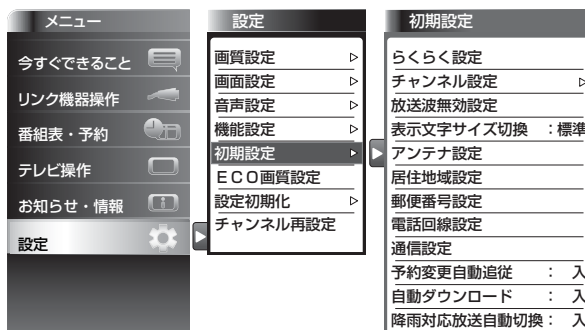 メニュー
今すぐできること
リンク機器操作
番組表・予約
テレビ操作
お知らせ・情報
設定
設定
画質設定
画面設定
音声設定
機能設定
初期設定
ＥＣＯ画質設定
設定初期化
チャンネル再設定
初期設定
らくらく設定
チャンネル設定
放送波無効設定
表示文字サイズ切換 ：標準
アンテナ設定
居住地域設定
郵便番号設定
電話回線設定
通信設定
予約変更自動追従 ： 入
自動ダウンロード ： 入
降雨対応放送自動切換： 入